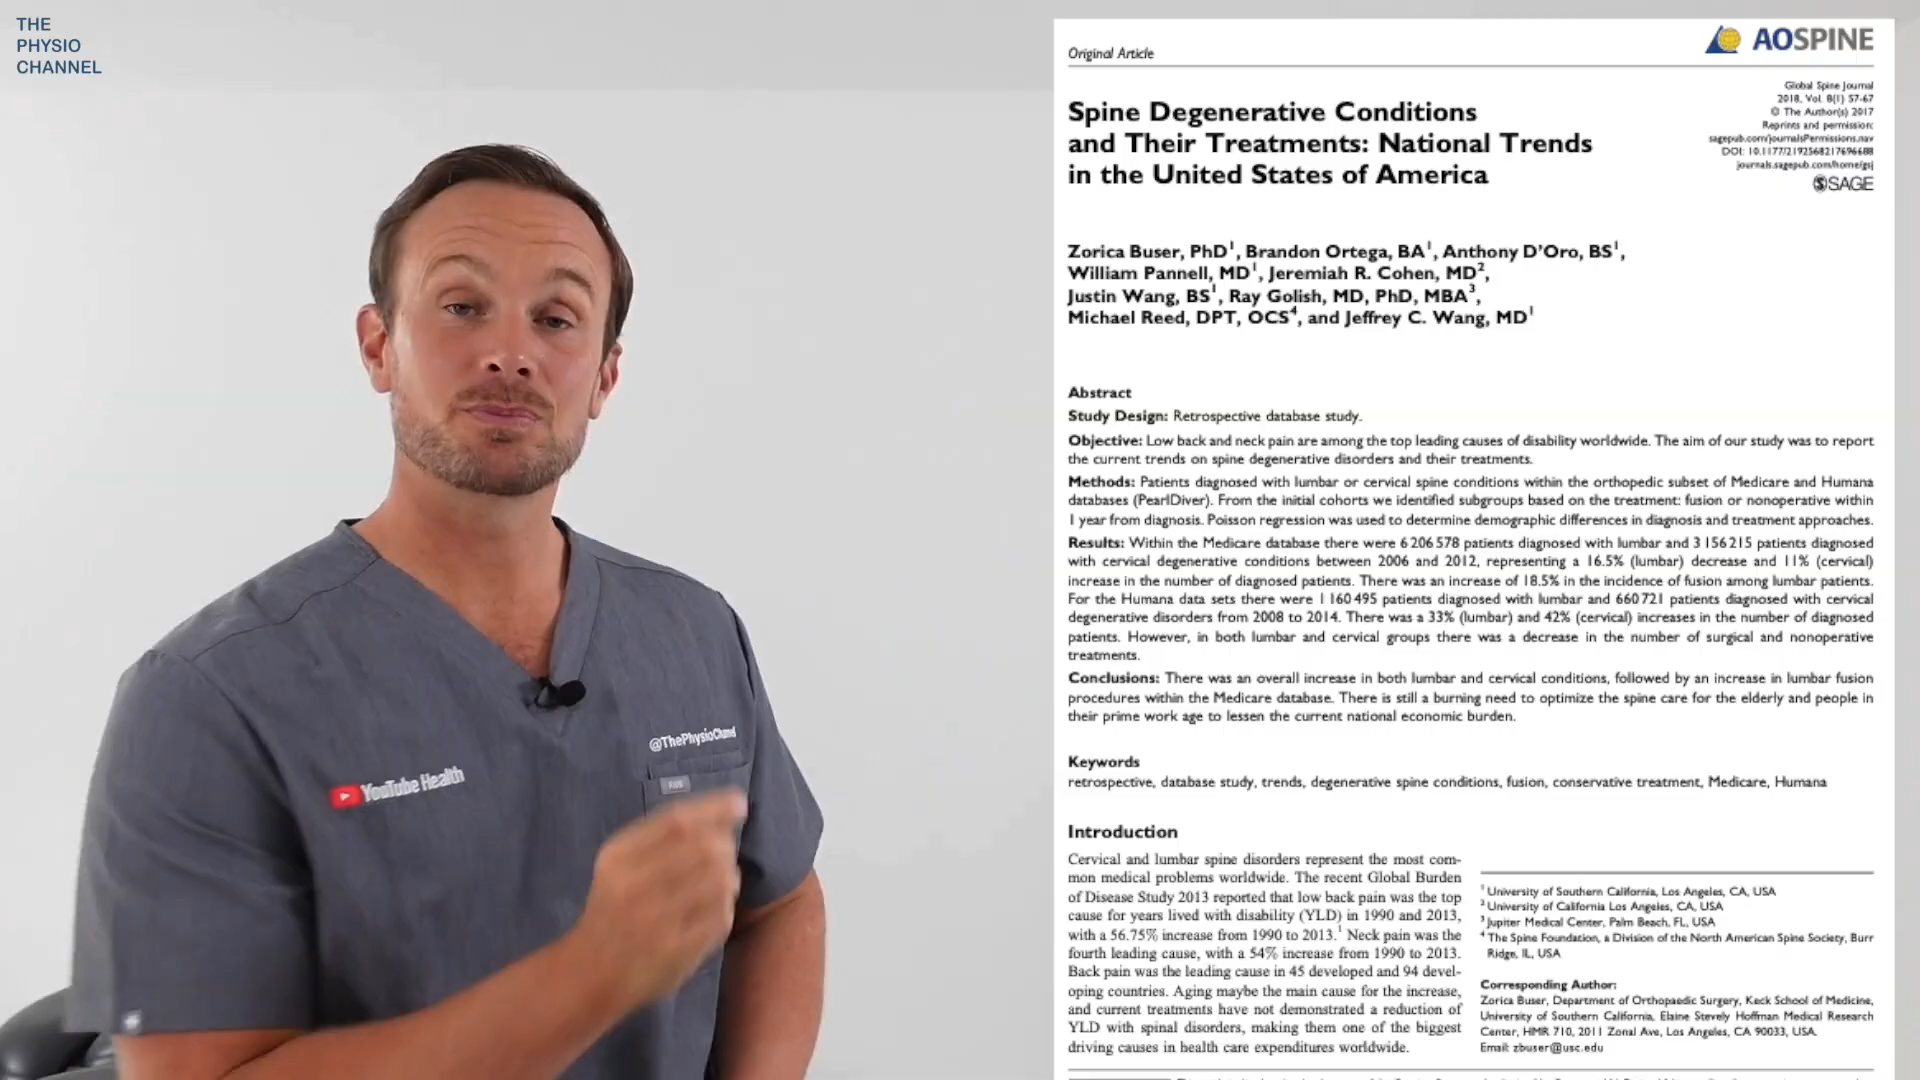 THE
PHYSIO
CHANNEL
@ThePhysioChannel
YouTube Health
Original Article
AOSPINE
Global Spine Journal
2018, Vol. 8(1) 57-67
© The Author(s) 2017
Reprints and permission:
sagepub.com/journalsPermissions.nav
DOI: 10.1177/2192568217696688
journals.sagepub.com/home/gsj
SAGE
Spine Degenerative Conditions
and Their Treatments: National Trends
in the United States of America
Zorica Buser, PhD1, Brandon Ortega, BA1, Anthony D’Oro, BS1,
William Pannell, MD1, Jeremiah R. Cohen, MD2,
Justin Wang, BS1, Ray Golish, MD, PhD, MBA3,
Michael Reed, DPT, OCS4, and Jeffrey C. Wang, MD1
Abstract
Study Design: Retrospective database study.
Objective: Low back and neck pain are among the top leading causes of disability worldwide. The aim of our study was to report
the current trends on spine degenerative disorders and their treatments.
Methods: Patients diagnosed with lumbar or cervical spine conditions within the orthopedic subset of Medicare and Humana
databases (PearlDiver). From the initial cohorts we identified subgroups based on the treatment: fusion or nonoperative within
1 year from diagnosis. Poisson regression was used to determine demographic differences in diagnosis and treatment approaches.
Results: Within the Medicare database there were 6 206 578 patients diagnosed with lumbar and 3 156 215 patients diagnosed
with cervical degenerative conditions between 2006 and 2012, representing a 16.5% (lumbar) decrease and 11% (cervical)
increase in the number of diagnosed patients. There was an increase of 18.5% in the incidence of fusion among lumbar patients.
For the Humana data sets there were 1 160 495 patients diagnosed with lumbar and 660 721 patients diagnosed with cervical
degenerative disorders from 2008 to 2014. There was a 33% (lumbar) and 42% (cervical) increases in the number of diagnosed
patients. However, in both lumbar and cervical groups there was a decrease in the number of surgical and nonoperative
treatments.
Conclusions: There was an overall increase in both lumbar and cervical conditions, followed by an increase in lumbar fusion
procedures within the Medicare database. There is still a burning need to optimize the spine care for the elderly and people in
their prime work age to lessen the current national economic burden.
Keywords
retrospective, database study, trends, degenerative spine conditions, fusion, conservative treatment, Medicare, Humana
Introduction
Cervical and lumbar spine disorders represent the most com-
mon medical problems worldwide. The recent Global Burden
of Disease Study 2013 reported that low back pain was the top
cause for years lived with disability (YLD) in 1990 and 2013,
with a 56.75% increase from 1990 to 2013.1 Neck pain was the
fourth leading cause, with a 54% increase from 1990 to 2013.
Back pain was the leading cause in 45 developed and 94 devel-
oping countries. Aging maybe the main cause for the increase,
and current treatments have not demonstrated a reduction of
YLD with spinal disorders, making them one of the biggest
driving causes in health care expenditures worldwide.
1 University of Southern California, Los Angeles, CA, USA
2 University of California Los Angeles, CA, USA
3 Jupiter Medical Center, Palm Beach, FL, USA
4 The Spine Foundation, a Division of the North American Spine Society, Burr
Ridge, IL, USA
Corresponding Author:
Zorica Buser, Department of Orthopaedic Surgery, Keck School of Medicine,
University of Southern California, Elaine Stevely Hoffman Medical Research
Center, HMR 710, 2011 Zonal Ave, Los Angeles, CA 90033, USA.
Email: zbuser@usc.edu